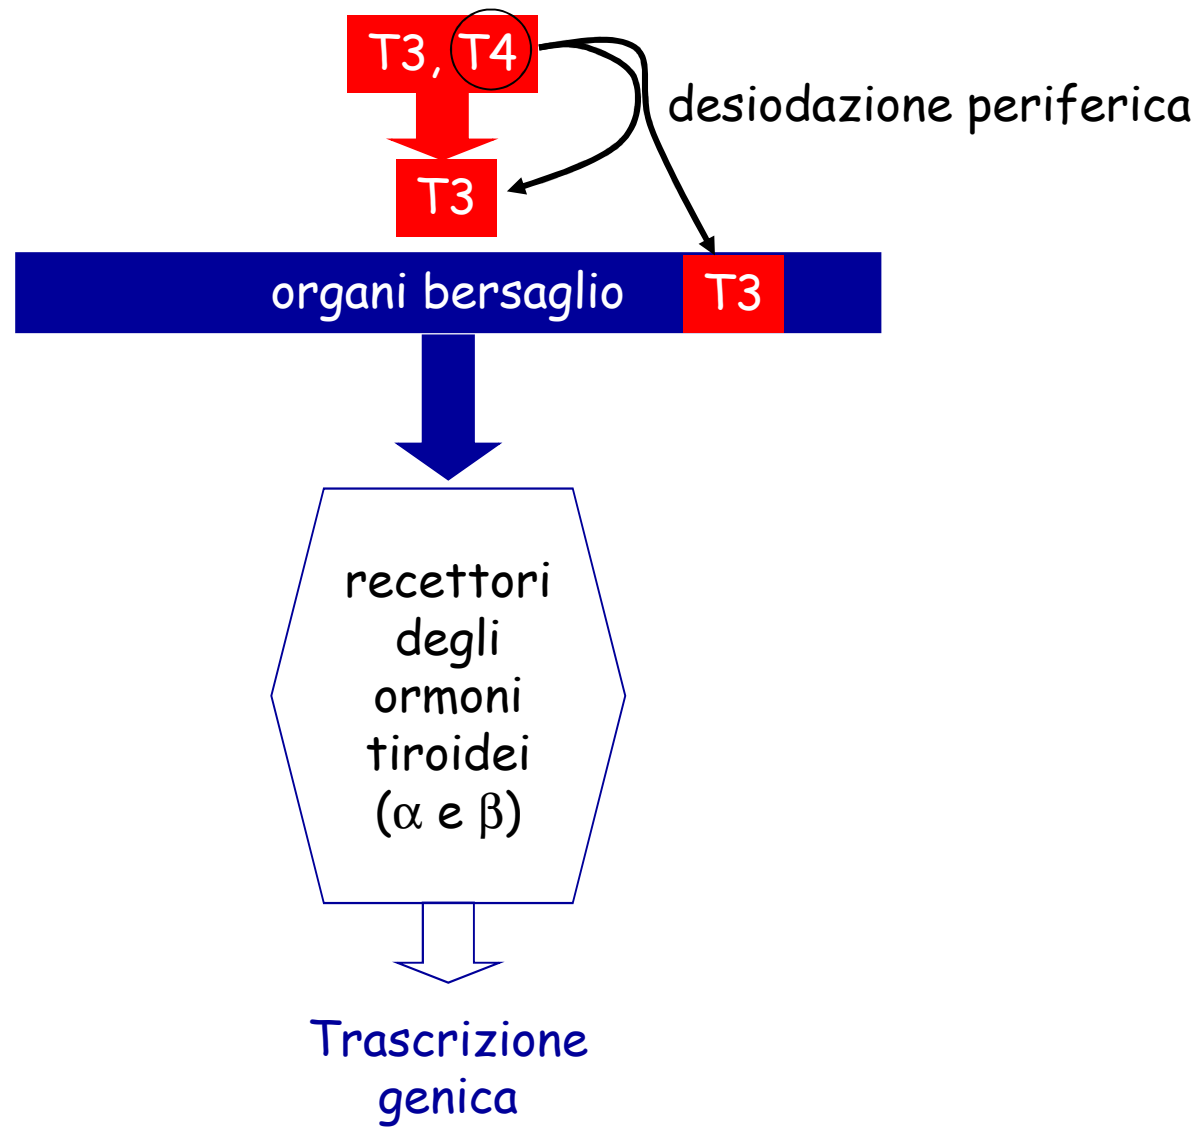 T3, T4
desiodazione periferica
T3
organi bersaglio
T3
recettori
degli
ormoni
tiroidei
(α e β)
Trascrizione
genica